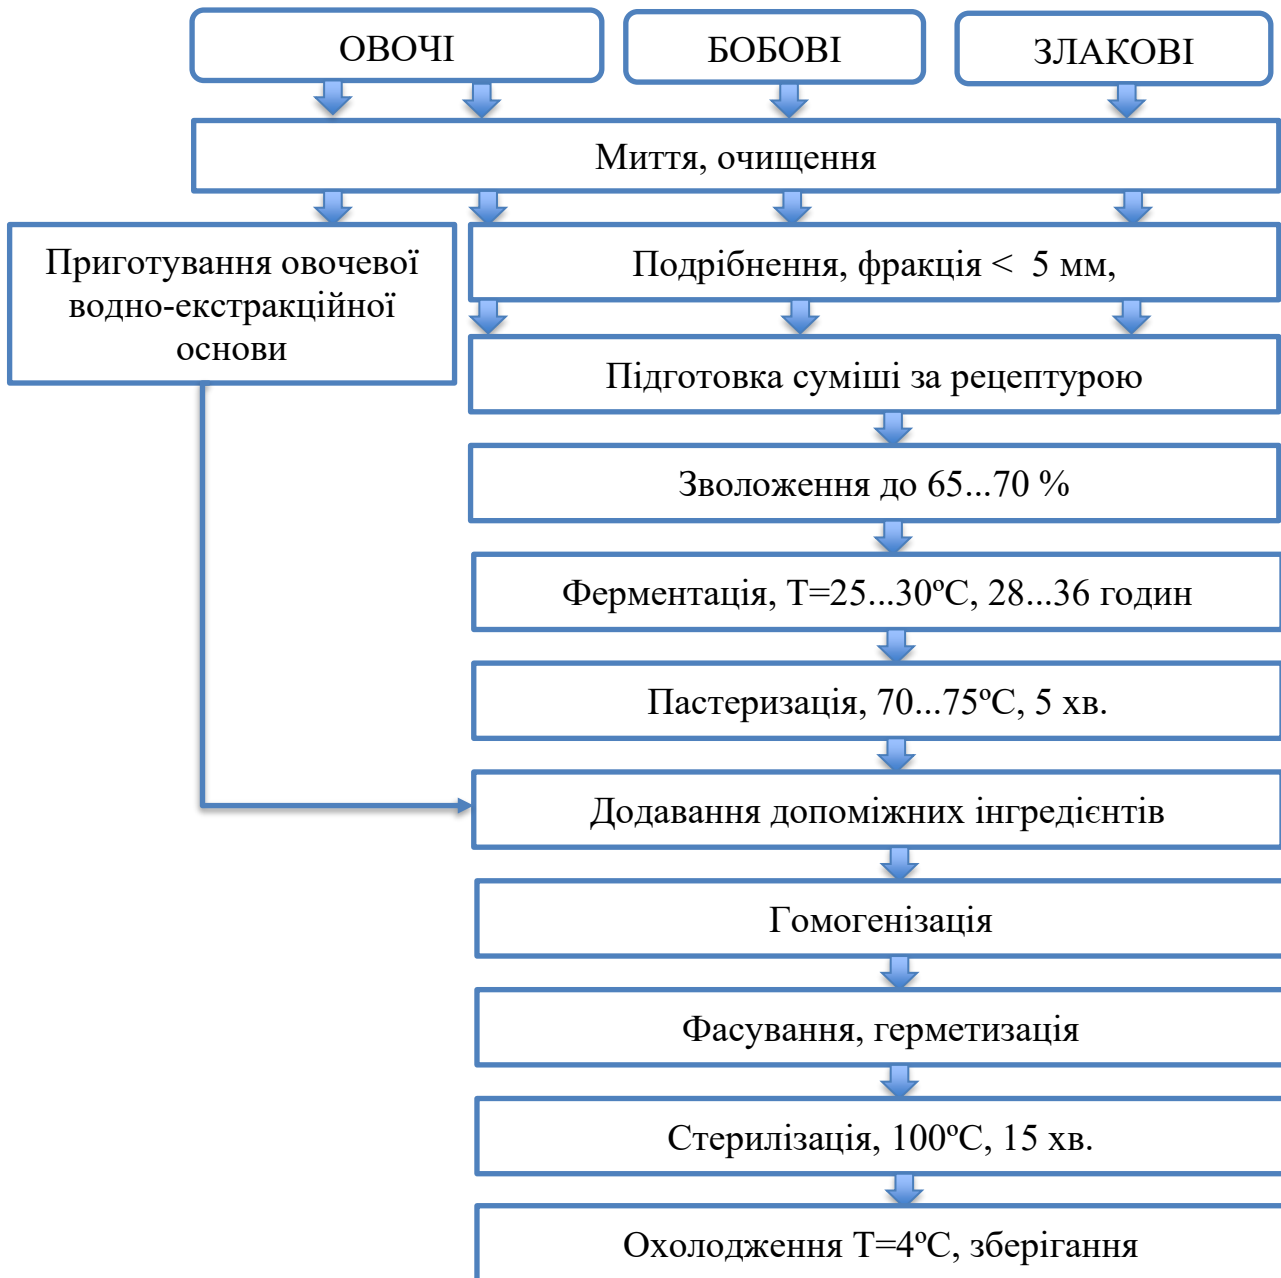 ОВОЧІ
БОБОВІ
ЗЛАКОВІ
Миття, очищення
Приготування овочевої
водно-екстракційної
основи
Подрібнення, фракція < 5 мм,
Підготовка суміші за рецептурою
Зволоження до 65...70 %
Ферментація, Т=25...30ºС, 28...36 годин
Пастеризація, 70...75ºС, 5 хв.
Додавання допоміжних інгредієнтів
Гомогенізація
Фасування, герметизація
Стерилізація, 100ºС, 15 хв.
Охолодження Т=4ºС, зберігання